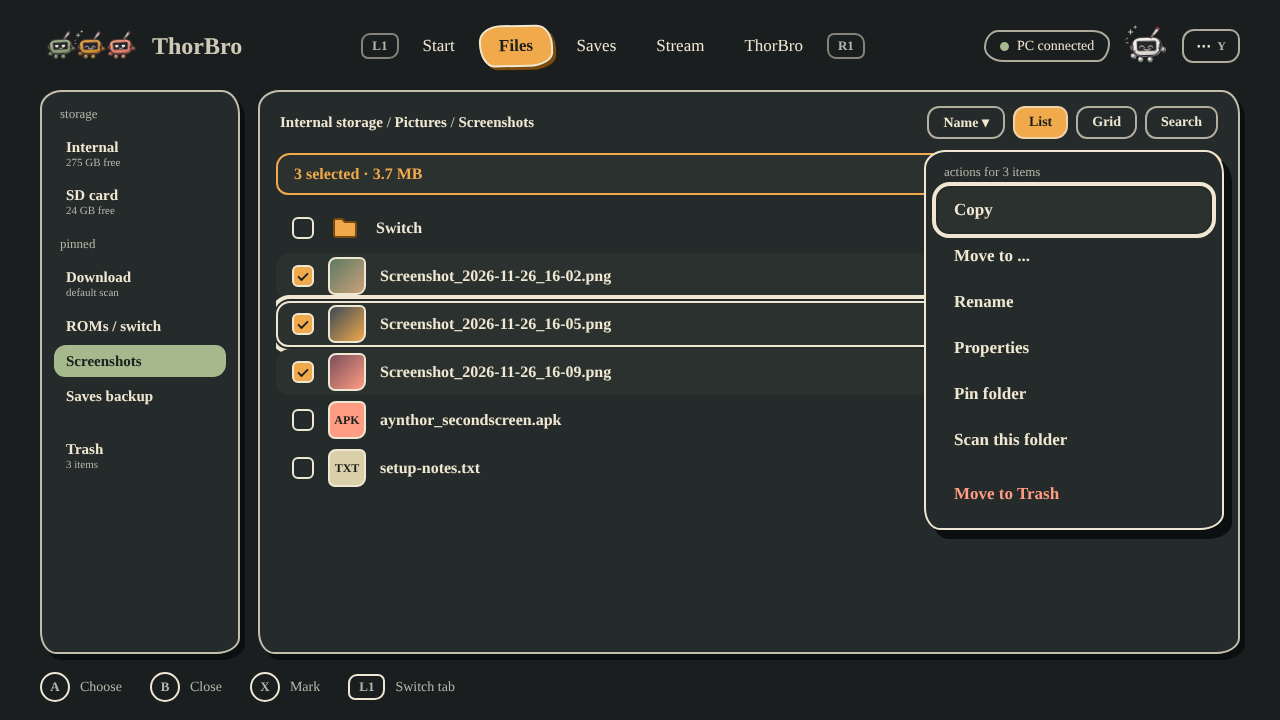 ThorBro
L1
Start
Files
Saves
Stream
ThorBro
R1
PC connected
··· Y
storage
Internal
275 GB free
SD card
24 GB free
pinned
Download
default scan
ROMs / switch
Screenshots
Saves backup
Trash
3 items
Internal storage / Pictures / Screenshots
Name ▾
List
Grid
Search
3 selected · 3.7 MB
Switch
Screenshot_2026-11-26_16-02.png
Screenshot_2026-11-26_16-05.png
Screenshot_2026-11-26_16-09.png
APK aynthor_secondscreen.apk
TXT setup-notes.txt
actions for 3 items
Copy
Move to ...
Rename
Properties
Pin folder
Scan this folder
Move to Trash
A Choose
B Close
X Mark
L1 Switch tab